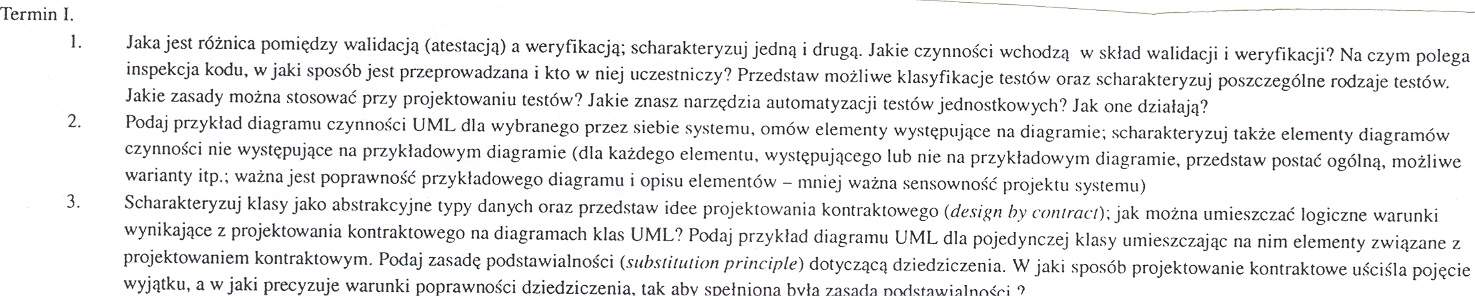 Termin I.
1. Jaka jest różnica pomiędzy walidacją (atestacją) a weryfikacją; scharakteryzuj jedną i drugą. Jakie czynności wchodzą w skład walidacji i weryfikacji? Na czym polega
inspekcja kodu, w jaki sposób jest przeprowadzana i kto w niej uczestniczy? Przedstaw możliwe klasyfikacje testów oraz scharakteryzuj poszczególne rodzaje testów.
Jakie zasady można stosować przy projektowaniu testów? Jakie znasz narzędzia automatyzacji testów jednostkowych? Jak one działają?
2. Podaj przykład diagramu czynności UML dla wybranego przez siebie systemu, omów elementy występujące na diagramie; scharakteryzuj także elementy diagramów
czynności nie występujące na przykładowym diagramie (dla każdego elementu, występującego lub nie na przykładowym diagramie, przedstaw postać ogólną, możliwe
warianty itp.; ważna jest poprawność przykładowego diagramu i opisu elementów – mniej ważna sensowność projektu systemu)
3. Scharakteryzuj klasy jako abstrakcyjne typy danych oraz przedstaw idee projektowania kontraktowego (design by contract); jak można umieszczać logiczne warunki
wynikające z projektowania kontraktowego na diagramach klas UML? Podaj przykład diagramu UML dla pojedynczej klasy umieszczając na nim elementy związane z
projektowaniem kontraktowym. Podaj zasadę podstawialności (substitution principle) dotyczącą dziedziczenia. W jaki sposób projektowanie kontraktowe uściśla pojęcie
wyjątku, a w jaki precyzuje warunki poprawności dziedziczenia, tak aby spełniona była zasada podstawialności ?